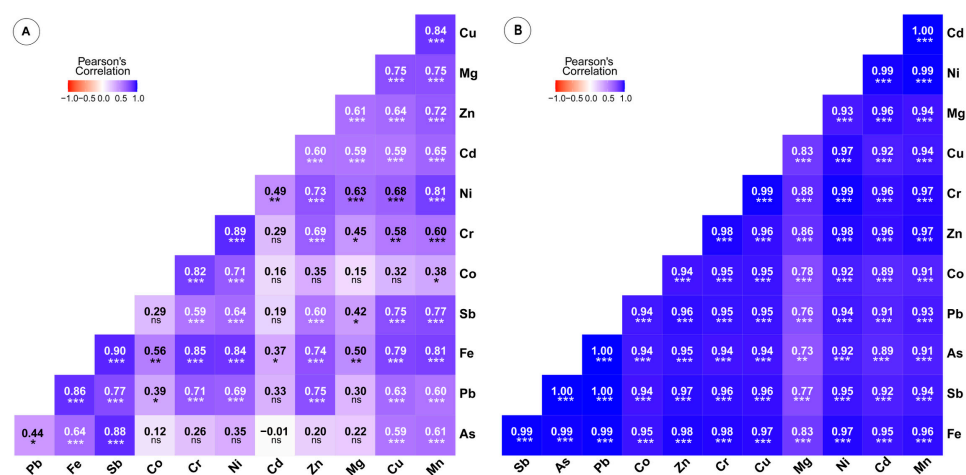 A
Pearson's
Correlation
−1.0−0.5 0.0 0.5 1.0
0.84 Cu
***
0.75 0.75 Mg
*** ***
0.61 0.64 0.72 Zn
*** *** ***
0.60 0.59 0.59 0.65 Cd
*** *** *** ***
0.49 0.73 0.63 0.68 0.81 Ni
** *** *** *** ***
0.89 0.29 0.69 0.45 0.58 0.60 Cr
*** ns *** * ** ***
0.82 0.71 0.16 0.35 0.15 0.32 0.38 Co
*** *** ns ns ns ns *
0.29 0.59 0.64 0.19 0.60 0.42 0.75 0.77 Sb
ns *** *** ns *** * *** ***
0.90 0.56 0.85 0.84 0.37 0.74 0.50 0.79 0.81 Fe
*** ** *** *** * *** ** *** ***
0.86 0.77 0.39 0.71 0.69 0.33 0.75 0.30 0.63 0.60 Pb
*** *** * *** *** ns *** ns *** ***
0.44 0.64 0.88 0.12 0.26 0.35 −0.01 0.20 0.22 0.59 0.61 As
* *** *** ns ns ns ns ns ns *** ***
Pb Fe Sb Co Cr Ni Cd Zn Mg Cu Mn
B
Pearson's
Correlation
−1.0−0.5 0.0 0.5 1.0
1.00 Cd
***
0.99 0.99 Ni
*** ***
0.93 0.96 0.94 Mg
*** *** ***
0.83 0.97 0.92 0.94 Cu
*** *** *** ***
0.99 0.88 0.99 0.96 0.97 Cr
*** *** *** *** ***
0.98 0.96 0.86 0.98 0.96 0.97 Zn
*** *** *** *** *** ***
0.94 0.95 0.95 0.78 0.92 0.89 0.91 Co
*** *** *** *** *** *** ***
0.94 0.96 0.95 0.95 0.76 0.94 0.91 0.93 Pb
*** *** *** *** *** *** *** ***
1.00 0.94 0.95 0.94 0.94 0.73 0.92 0.89 0.91 As
*** *** *** *** *** ** *** *** ***
1.00 1.00 0.94 0.97 0.96 0.96 0.77 0.95 0.92 0.94 Sb
*** *** *** *** *** *** *** *** *** ***
0.99 0.99 0.99 0.95 0.98 0.98 0.97 0.83 0.97 0.95 0.96 Fe
*** *** *** *** *** *** *** *** *** *** ***
Sb As Pb Co Zn Cr Cu Mg Ni Cd Mn